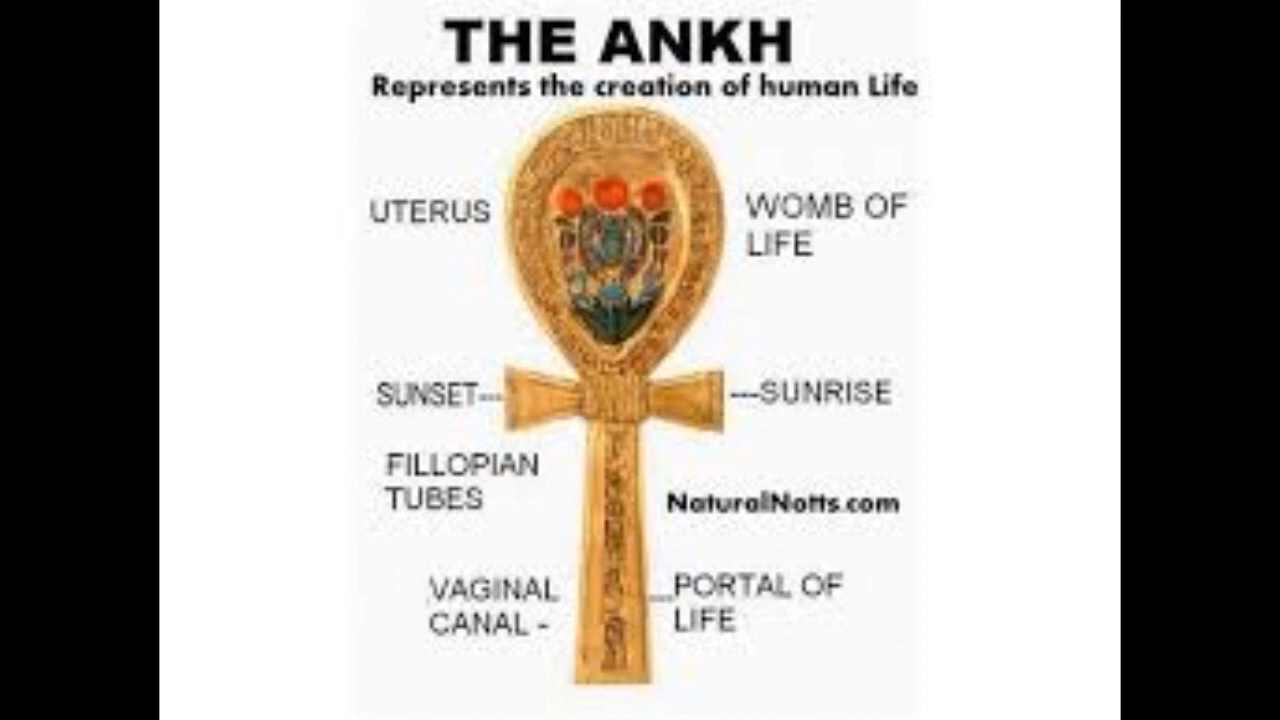 THE ANKH
Represents the creation of human Life
UTERUS
WOMB OF
LIFE
SUNSET---
---SUNRISE
FILLOPIAN
TUBES
NaturalNotts.com
VAGINAL
CANAL -
PORTAL OF
LIFE